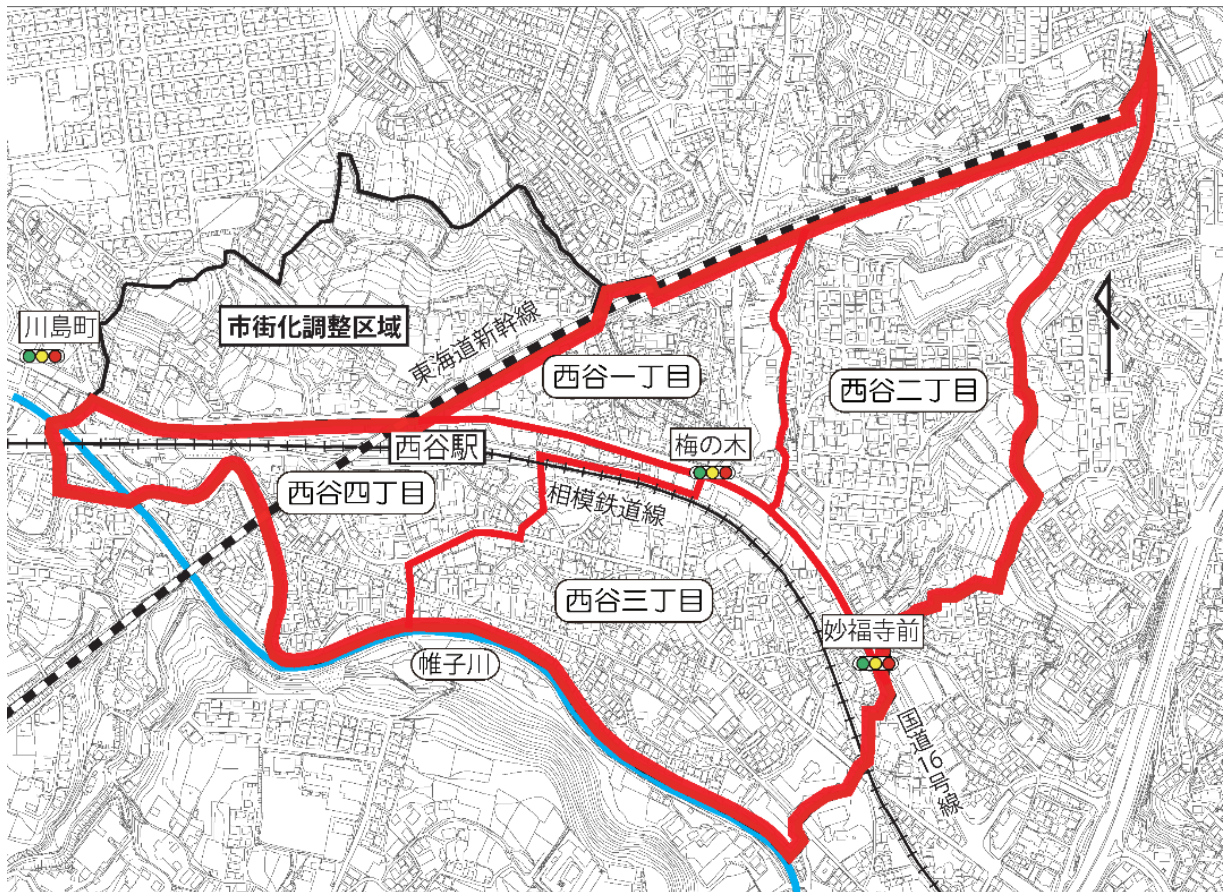 川島町
市街化調整区域
東海道新幹線
西谷一丁目
西谷二丁目
西谷駅
梅の木
西谷四丁目
相模鉄道線
西谷三丁目
妙福寺前
帷子川
国道16号線